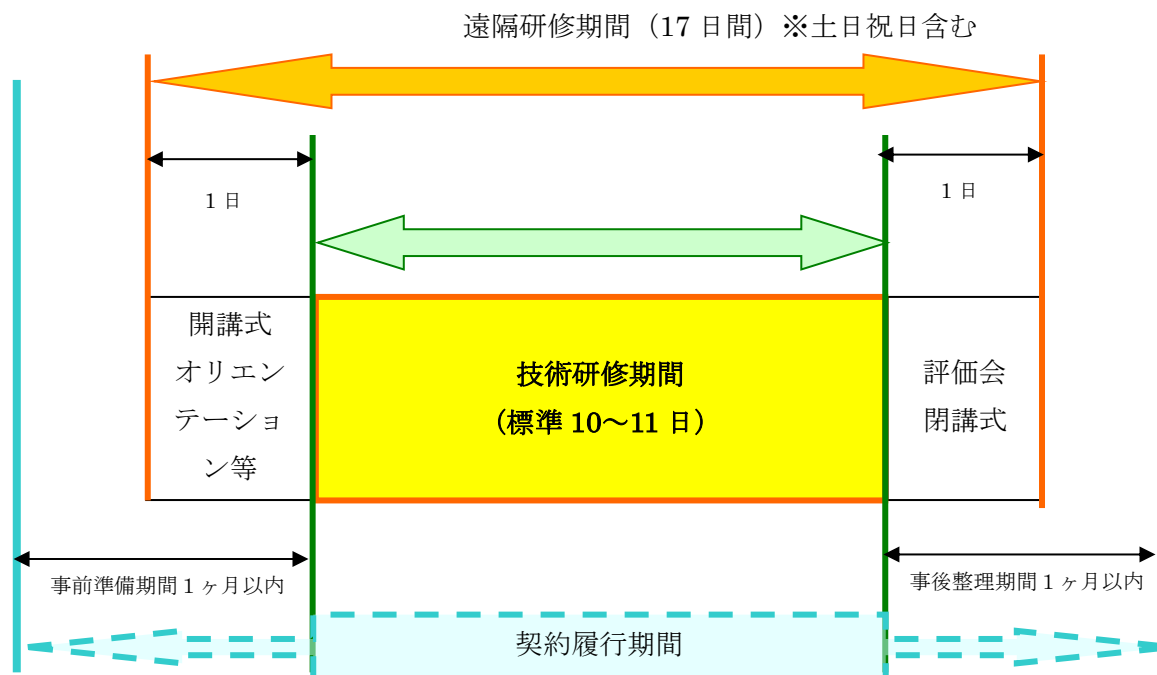 遠隔研修期間（17 日間）※土日祝日含む
1 日
1 日
開講式
オリエン
テーショ
ン等
技術研修期間
（標準 10～11 日）
評価会
閉講式
事前準備期間 1 ヶ月以内
事後整理期間 1 ヶ月以内
契約履行期間